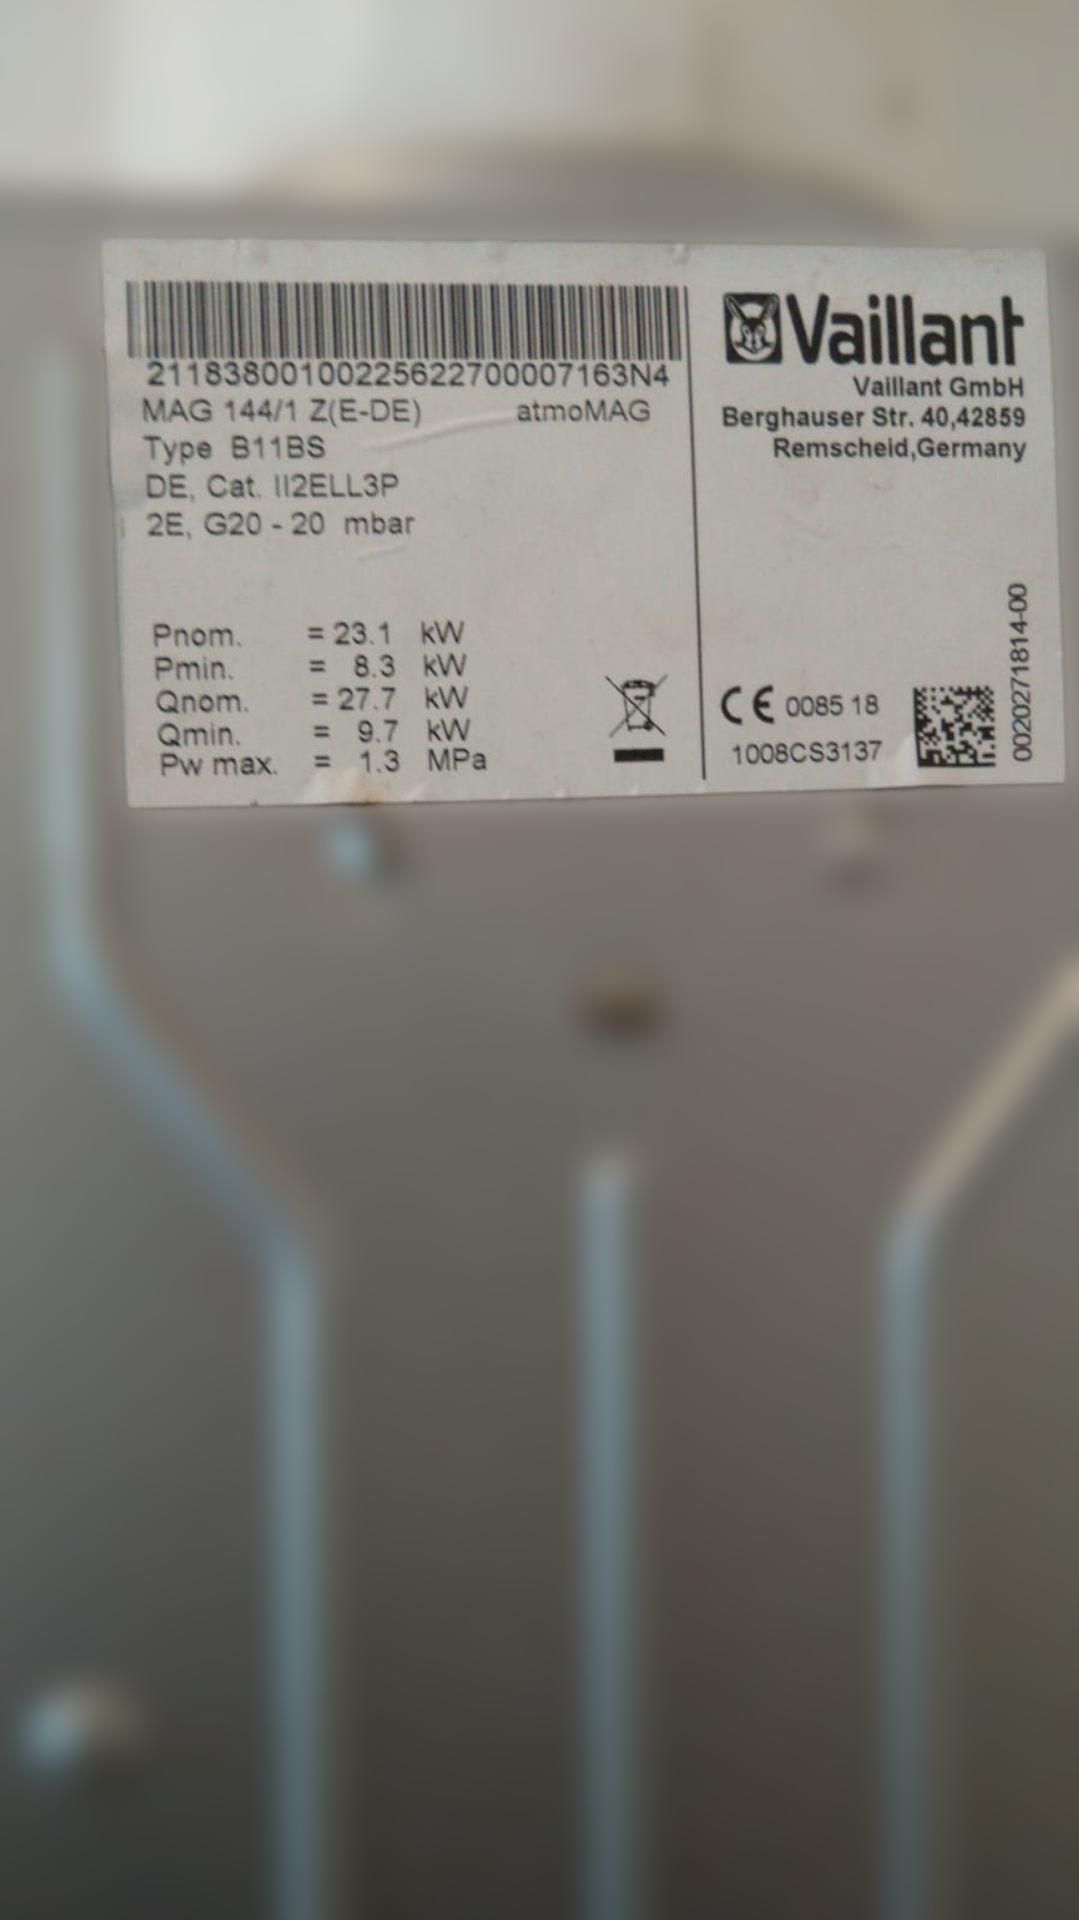 21183800100225622700007163N4
MAG 144/1 Z(E-DE) atmoMAG
Type B11BS
DE, Cat. II2ELL3P
2E, G20 - 20 mbar
Pnom. = 23.1 kW
Pmin. = 8.3 kW
Qnom. = 27.7 kW
Qmin. = 9.7 kW
Pw max. = 1.3 MPa
Vaillant
Vaillant GmbH
Berghauser Str. 40,42859
Remscheid,Germany
CE 0085 18
1008CS3137
0020271814-00